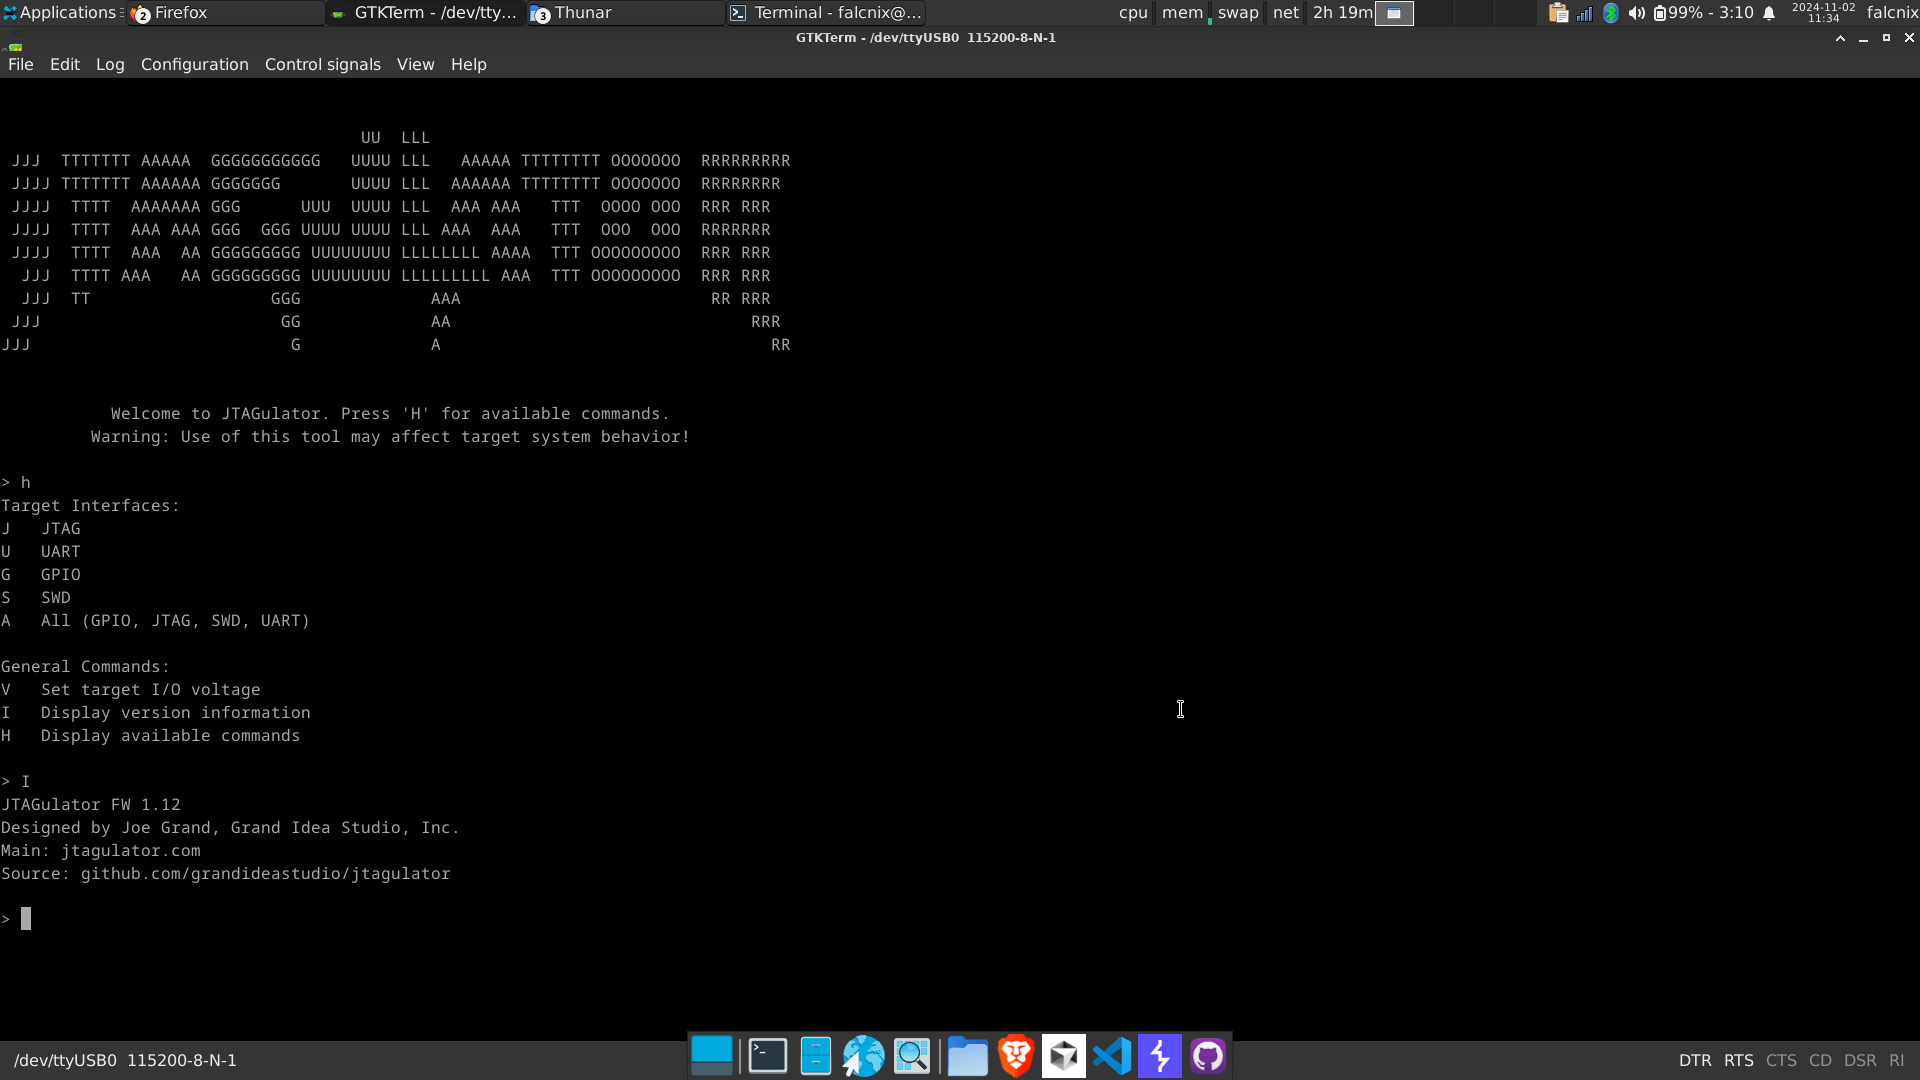 Applications 2 Firefox GTKTerm - /dev/tty... 3 Thunar Terminal - falcnix@... cpu mem swap net 2h 19m 99% - 3:10 2024-11-02 11:34 falcnix
GTKTerm - /dev/ttyUSB0 115200-8-N-1
File Edit Log Configuration Control signals View Help
                                    UU  LLL
 JJJ  TTTTTTT AAAAA  GGGGGGGGGGG   UUUU LLL   AAAAA TTTTTTTT OOOOOOO  RRRRRRRRR
 JJJJ TTTTTTT AAAAAA GGGGGGG       UUUU LLL  AAAAAA TTTTTTTT OOOOOOO  RRRRRRRR
 JJJJ  TTTT  AAAAAAA GGG      UUU  UUUU LLL  AAA AAA   TTT  OOOO OOO  RRR RRR
 JJJJ  TTTT  AAA AAA GGG  GGG UUUU UUUU LLL AAA  AAA   TTT  OOO  OOO  RRRRRRR
 JJJJ  TTTT  AAA  AA GGGGGGGGG UUUUUUUU LLLLLLLL AAAA  TTT OOOOOOOOO  RRR RRR
  JJJ  TTTT AAA   AA GGGGGGGGG UUUUUUUU LLLLLLLLL AAA  TTT OOOOOOOOO  RRR RRR
  JJJ  TT                  GGG             AAA                         RR RRR
 JJJ                        GG             AA                              RRR
JJJ                          G             A                                 RR
Welcome to JTAGulator. Press 'H' for available commands.
Warning: Use of this tool may affect target system behavior!
> h
Target Interfaces:
J   JTAG
U   UART
G   GPIO
S   SWD
A   All (GPIO, JTAG, SWD, UART)
General Commands:
V   Set target I/O voltage
I   Display version information
H   Display available commands
> I
JTAGulator FW 1.12
Designed by Joe Grand, Grand Idea Studio, Inc.
Main: jtagulator.com
Source: github.com/grandideastudio/jtagulator
>
/dev/ttyUSB0 115200-8-N-1 DTR RTS CTS CD DSR RI